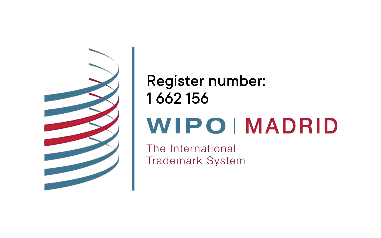 Register number:
1 662 156
WIPO | MADRID
The International
Trademark System